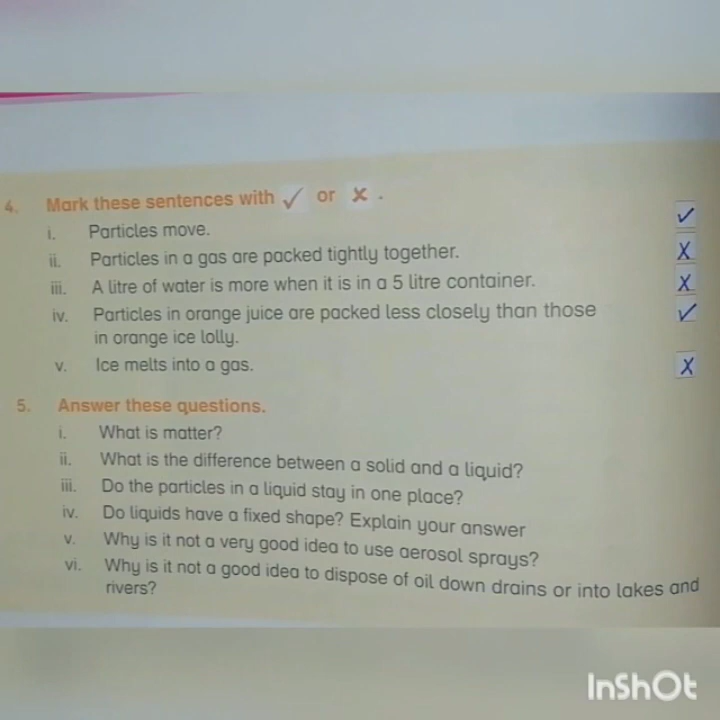 4. Mark these sentences with ✓ or ✗ .
i. Particles move. ✓
ii. Particles in a gas are packed tightly together. ✗
iii. A litre of water is more when it is in a 5 litre container. ✗
iv. Particles in orange juice are packed less closely than those ✓
in orange ice lolly.
v. Ice melts into a gas. ✗
5. Answer these questions.
i. What is matter?
ii. What is the difference between a solid and a liquid?
iii. Do the particles in a liquid stay in one place?
iv. Do liquids have a fixed shape? Explain your answer
v. Why is it not a very good idea to use aerosol sprays?
vi. Why is it not a good idea to dispose of oil down drains or into lakes and
rivers?
InShOt